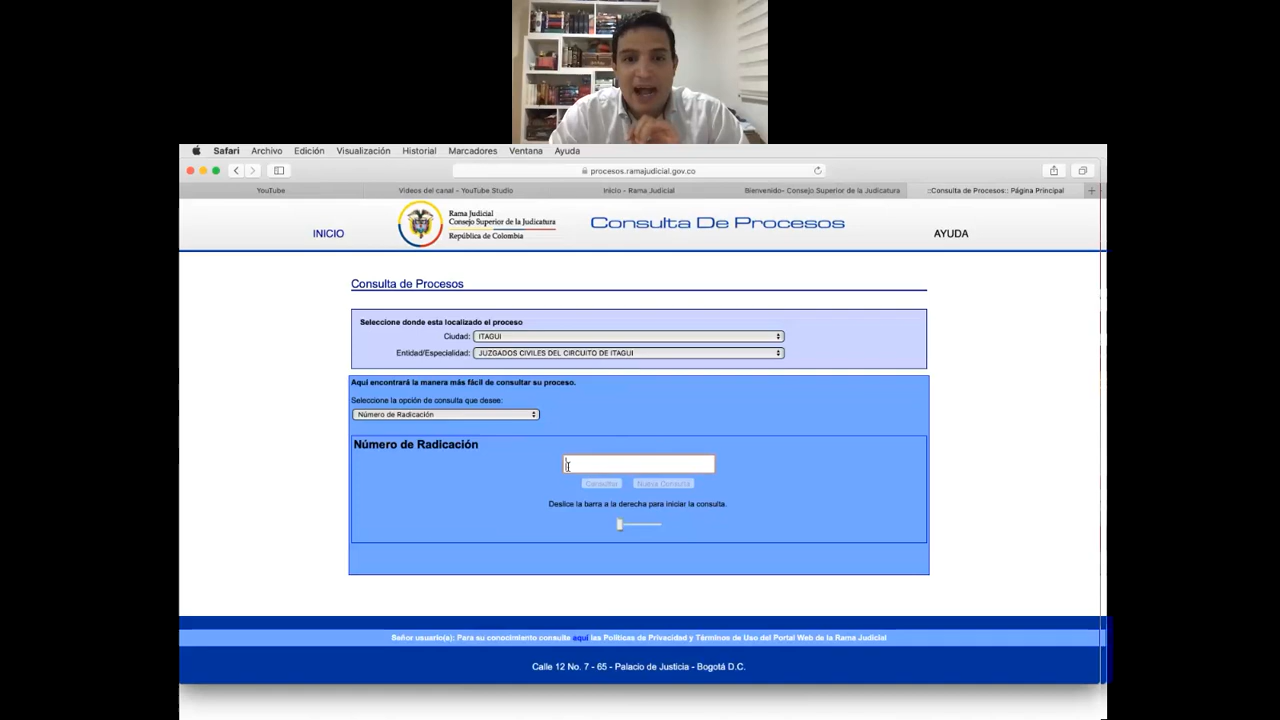 Safari Archivo Edición Visualización Historial Marcadores Ventana Ayuda
procesos.ramajudicial.gov.co
YouTube Videos del canal - YouTube Studio Inicio - Rama Judicial Bienvenido- Consejo Superior de la Judicatura ::Consulta de Procesos:: Página Principal
INICIO
Rama Judicial
Consejo Superior de la Judicatura
República de Colombia
Consulta De Procesos
AYUDA
Consulta de Procesos
Seleccione donde esta localizado el proceso
Ciudad: ITAGUI
Entidad/Especialidad: JUZGADOS CIVILES DEL CIRCUITO DE ITAGUI
Aqui encontrará la manera más fácil de consultar su proceso.
Seleccione la opción de consulta que desee:
Número de Radicación
Número de Radicación
Consultar Nueva Consulta
Deslice la barra a la derecha para iniciar la consulta.
Señor usuario(a): Para su conocimiento consulte aquí las Políticas de Privacidad y Términos de Uso del Portal Web de la Rama Judicial
Calle 12 No. 7 - 65 - Palacio de Justicia - Bogotá D.C.